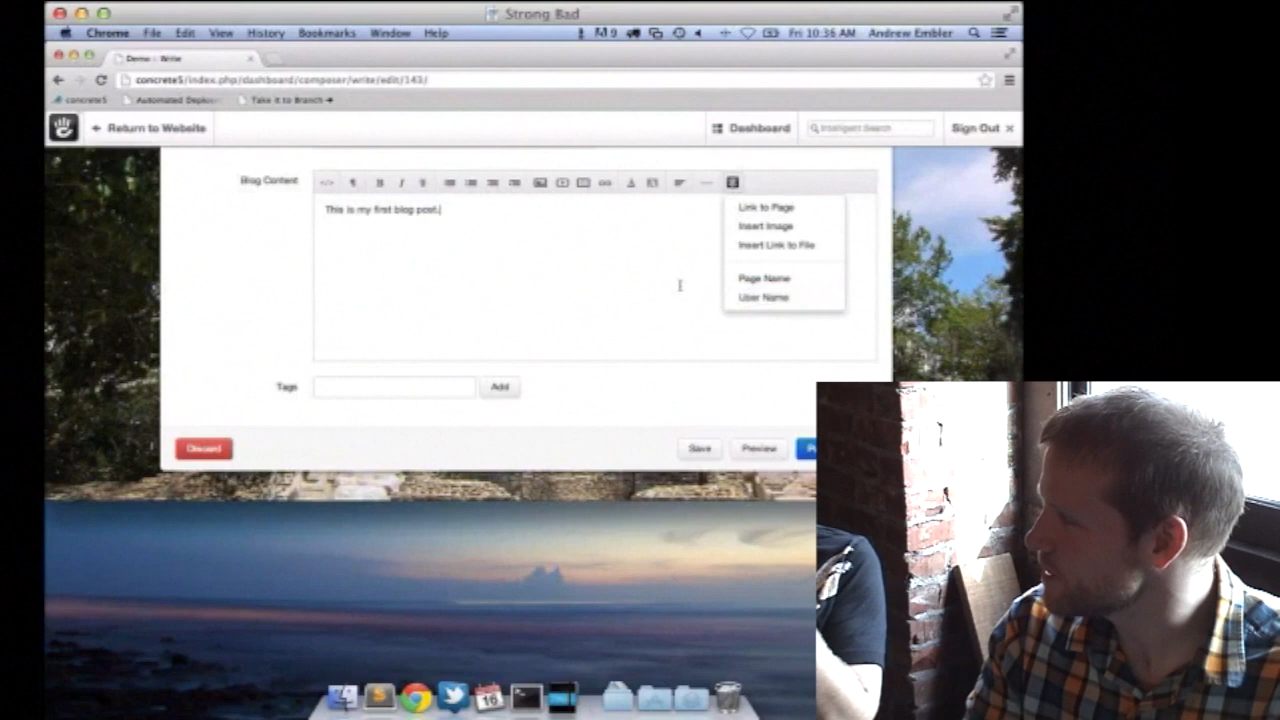 Strong Bad
Chrome File Edit View History Bookmarks Window Help 9 Fri 10:36 AM Andrew Embler
Demo :: Write
concrete5/index.php/dashboard/composer/write/edit/143/
concrete5 Automated Deploy Take it to Branch →
← Return to Website Dashboard Intelligent Search Sign Out ×
Blog Content
This is my first blog post.
Link to Page
Insert Image
Insert Link to File
Page Name
User Name
Tags Add
Discard Save Preview
16